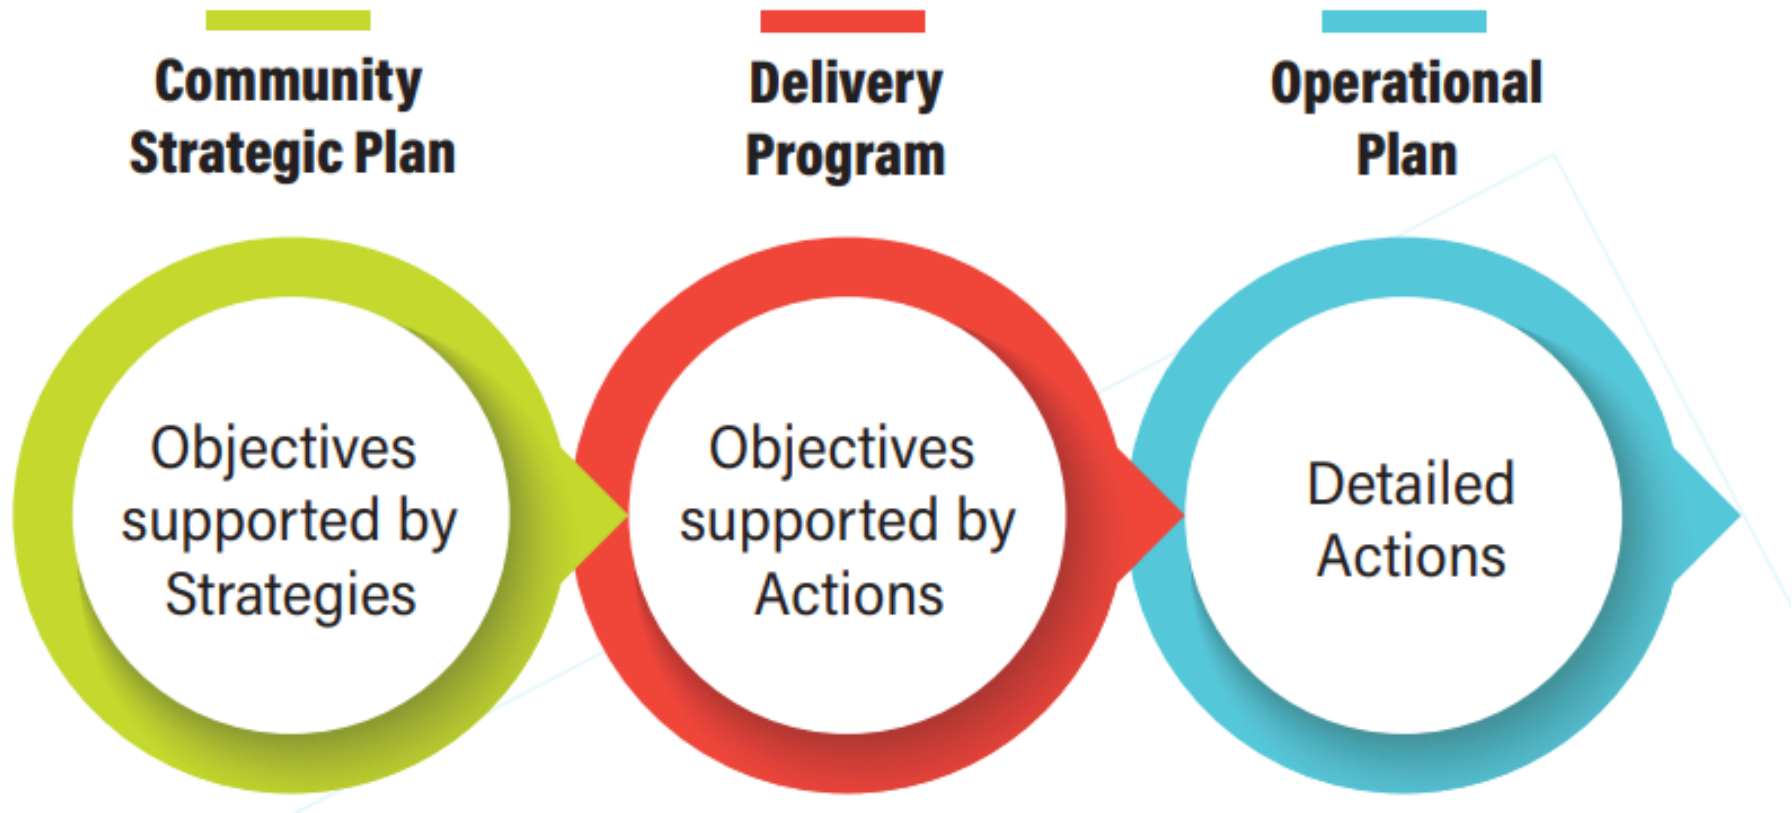 Community
Strategic Plan
Delivery
Program
Operational
Plan
Objectives
supported by
Strategies
Objectives
supported by
Actions
Detailed
Actions